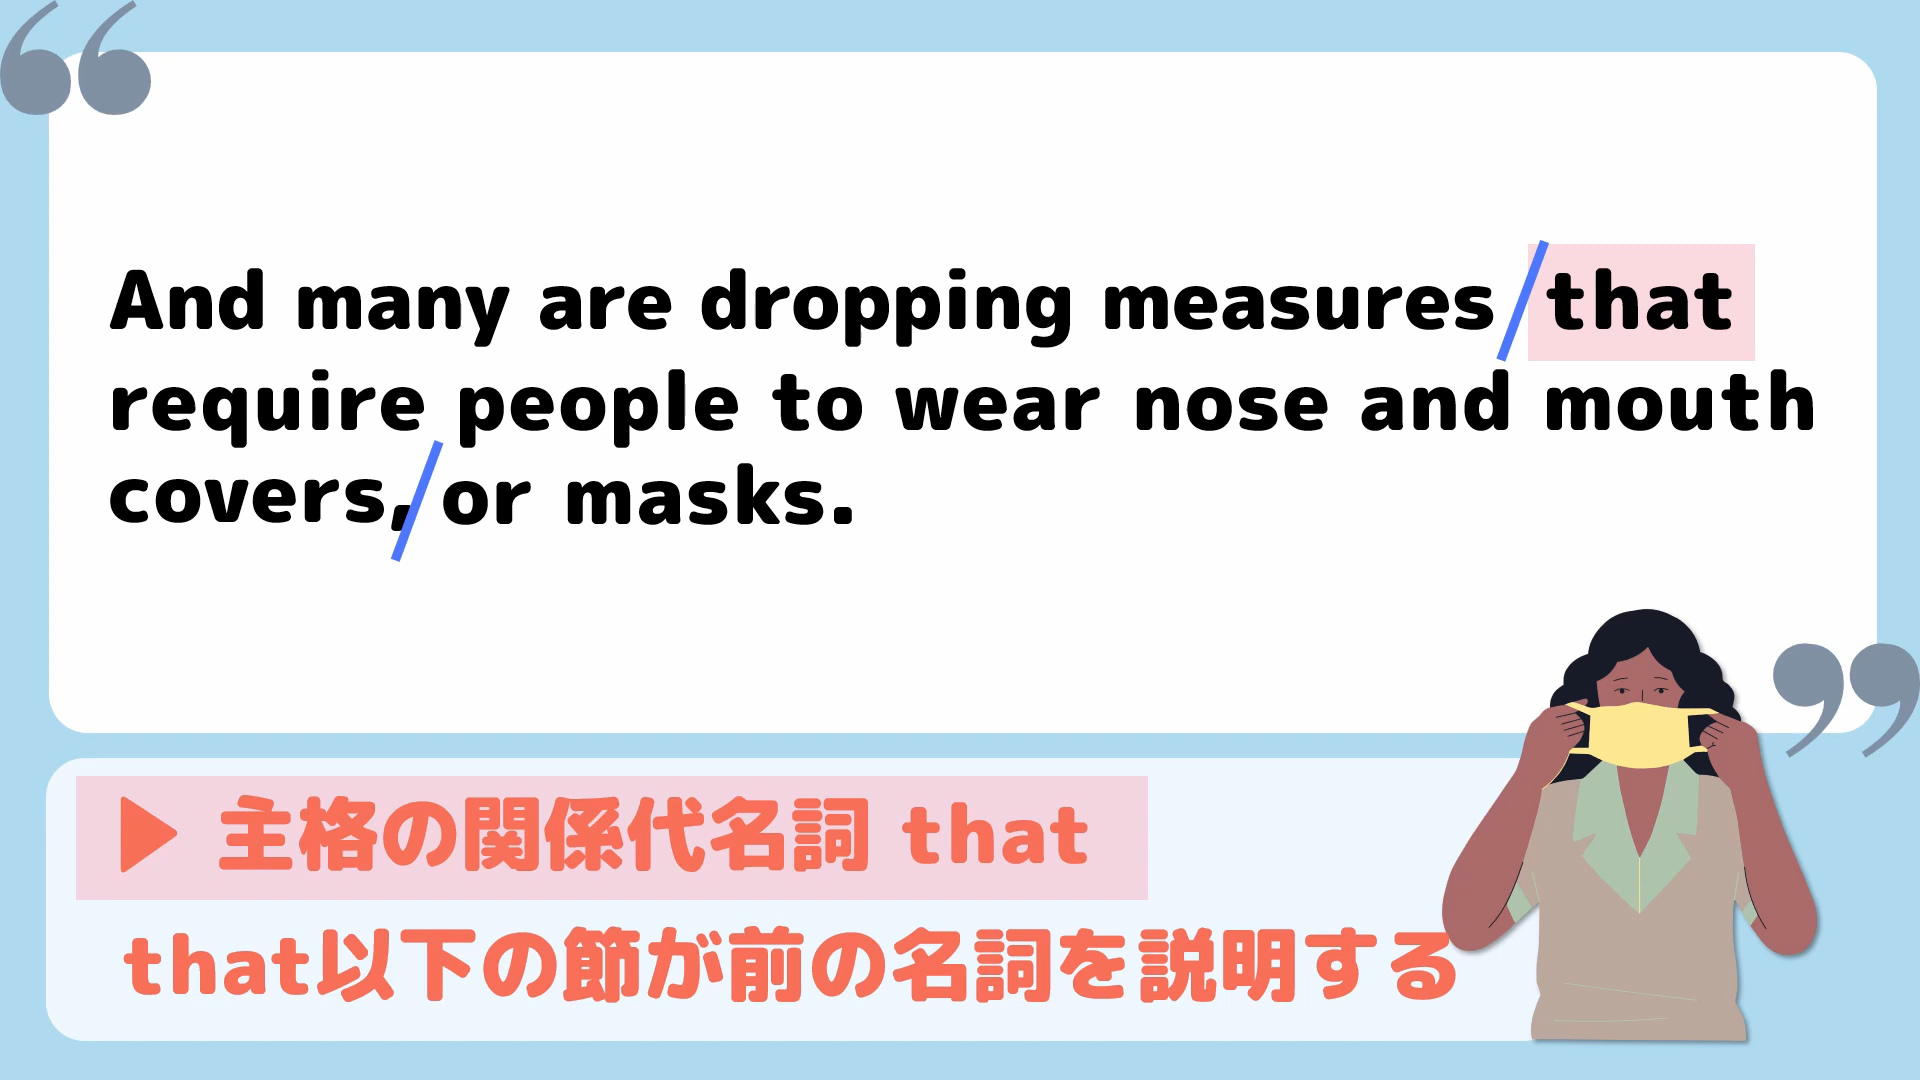 And many are dropping measures that
require people to wear nose and mouth
covers, or masks.
▶ 主格の関係代名詞 that
that以下の節が前の名詞を説明する